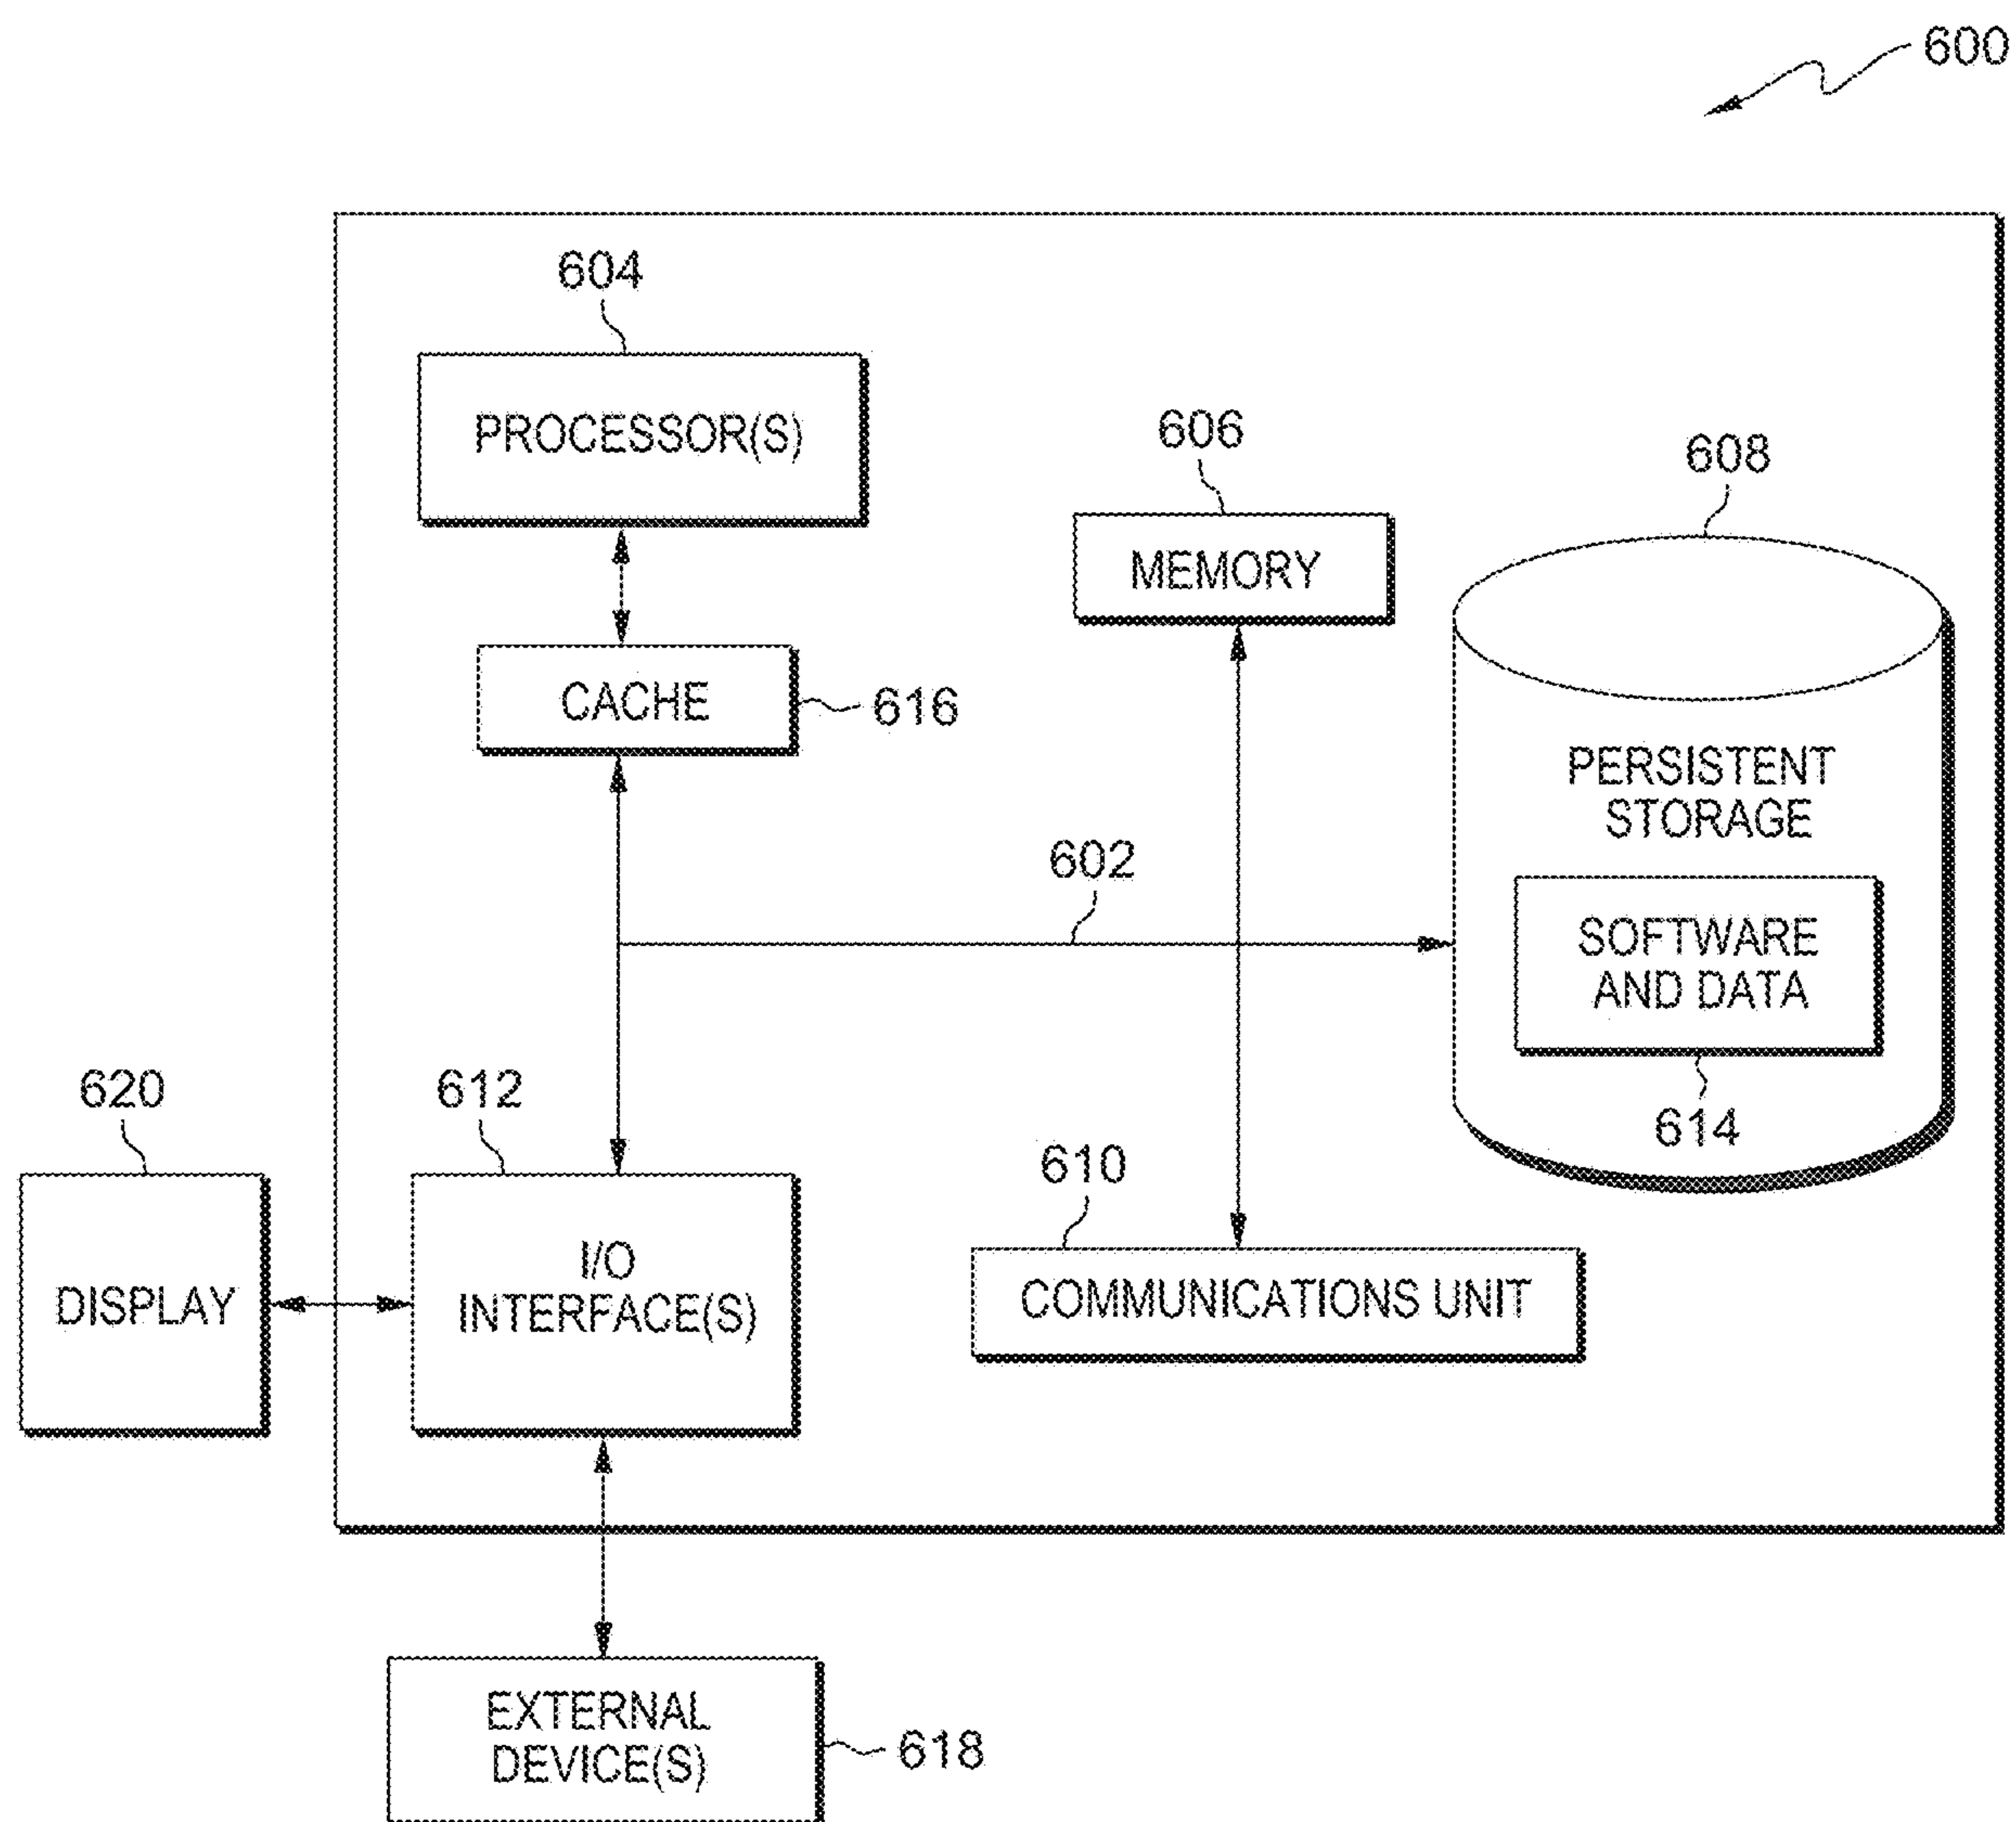 600
604
PROCESSOR(S)
606
608
MEMORY
CACHE
616
PERSISTENT
STORAGE
602
SOFTWARE
AND DATA
614
620
612
610
DISPLAY
I/O
INTERFACE(S)
COMMUNICATIONS UNIT
EXTERNAL
DEVICE(S)
618